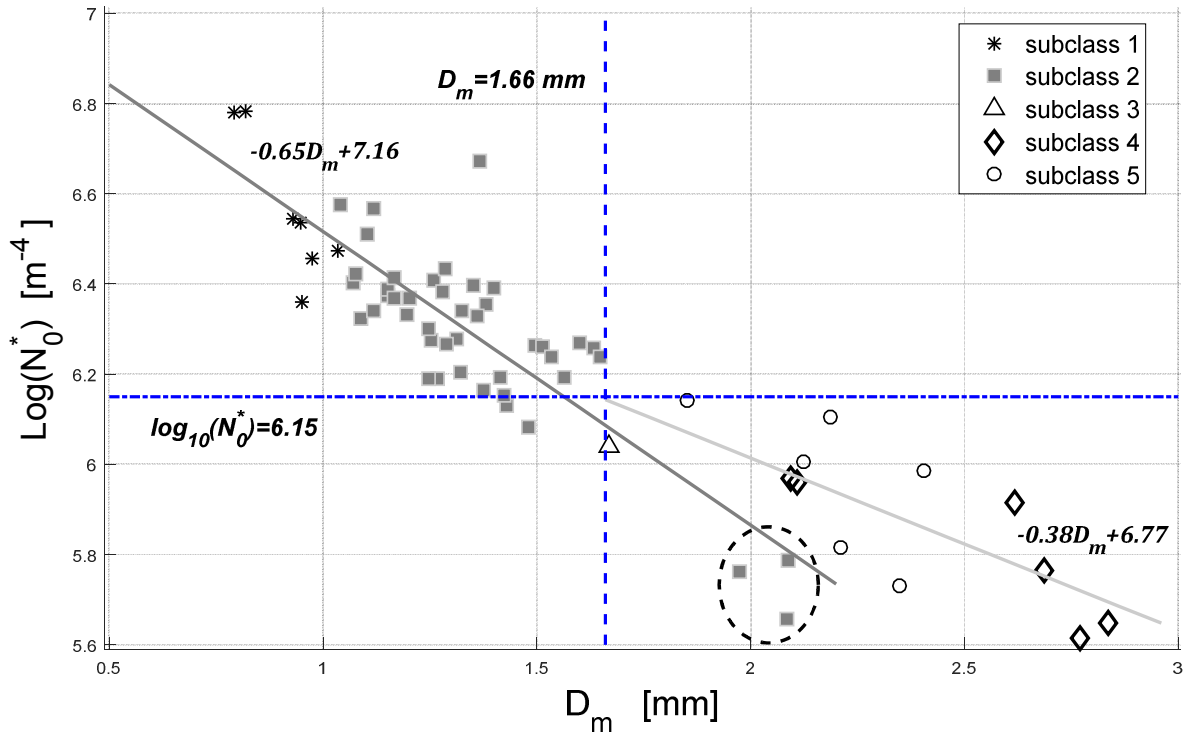 7
6.8
6.6
6.4
6.2
6
5.8
5.6
0.5
1
1.5
2
2.5
3
Log(N*0) [m-4]
Dm [mm]
Dm=1.66 mm
-0.65Dm+7.16
log10(N*0)=6.15
-0.38Dm+6.77
subclass 1
subclass 2
subclass 3
subclass 4
subclass 5